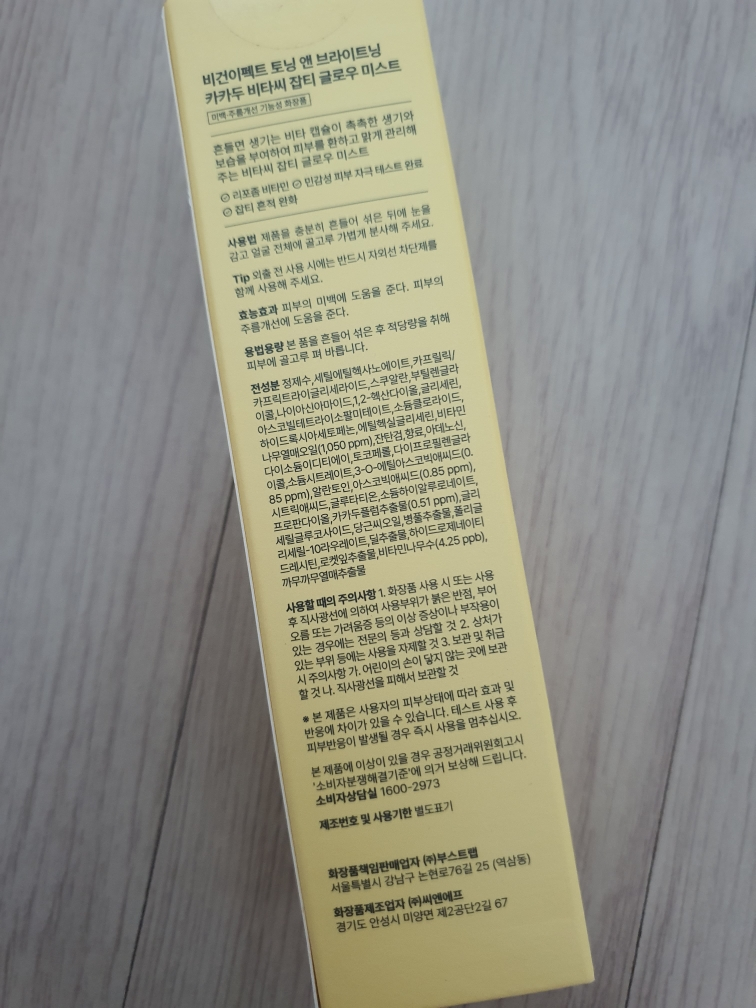 비건이펙트 토닝 앤 브라이트닝
카카두 비타씨 잡티 글로우 미스트
미백·주름개선 기능성 화장품
흔들면 생기는 비타 캡슐이 촉촉한 생기와
보습을 부여하여 피부를 환하고 맑게 관리해
주는 비타씨 잡티 글로우 미스트
리포좀 비타민 민감성 피부 자극 테스트 완료
잡티 흔적 완화
사용법 제품을 충분히 흔들어 섞은 뒤에 눈을
감고 얼굴 전체에 골고루 가볍게 분사해 주세요.
Tip 외출 전 사용 시에는 반드시 자외선 차단제를
함께 사용해 주세요.
효능효과 피부의 미백에 도움을 준다. 피부의
주름개선에 도움을 준다.
용법용량 본 품을 흔들어 섞은 후 적당량을 취해
피부에 골고루 펴 바릅니다.
전성분 정제수,세틸에틸헥사노에이트,카프릴릭/
카프릭트라이글리세라이드,스쿠알란,부틸렌글라
이콜,나이아신아마이드,1,2-헥산다이올,글리세린,
아스코빌테트라이소팔미테이트,소듐클로라이드,
하이드록시아세토페논,에틸헥실글리세린,비타민
나무열매오일(1,050 ppm),잔탄검,향료,아데노신,
다이소듐이디티에이,토코페롤,다이프로필렌글라
이콜,소듐시트레이트,3-O-에틸아스코빅애씨드(0.
85 ppm),알란토인,아스코빅애씨드(0.85 ppm),
시트릭애씨드,글루타티온,소듐하이알루로네이트,
프로판다이올,카카두플럼추출물(0.51 ppm),글리
세릴글루코사이드,당근씨오일,병풀추출물,폴리글
리세릴-10라우레이트,딜추출물,하이드로제네이티
드레시틴,로켓잎추출물,비타민나무수(4.25 ppb),
까무까무열매추출물
사용할 때의 주의사항 1. 화장품 사용 시 또는 사용
후 직사광선에 의하여 사용부위가 붉은 반점, 부어
오름 또는 가려움증 등의 이상 증상이나 부작용이
있는 경우에는 전문의 등과 상담할 것 2. 상처가
있는 부위 등에는 사용을 자제할 것 3. 보관 및 취급
시 주의사항 가. 어린이의 손이 닿지 않는 곳에 보관
할 것 나. 직사광선을 피해서 보관할 것
※ 본 제품은 사용자의 피부상태에 따라 효과 및
반응에 차이가 있을 수 있습니다. 테스트 사용 후
피부반응이 발생될 경우 즉시 사용을 멈추십시오.
본 제품에 이상이 있을 경우 공정거래위원회고시
'소비자분쟁해결기준'에 의거 보상해 드립니다.
소비자상담실 1600-2973
제조번호 및 사용기한 별도표기
화장품책임판매업자 ㈜부스트랩
서울특별시 강남구 논현로76길 25 (역삼동)
화장품제조업자 ㈜씨앤에프
경기도 안성시 미양면 제2공단2길 67